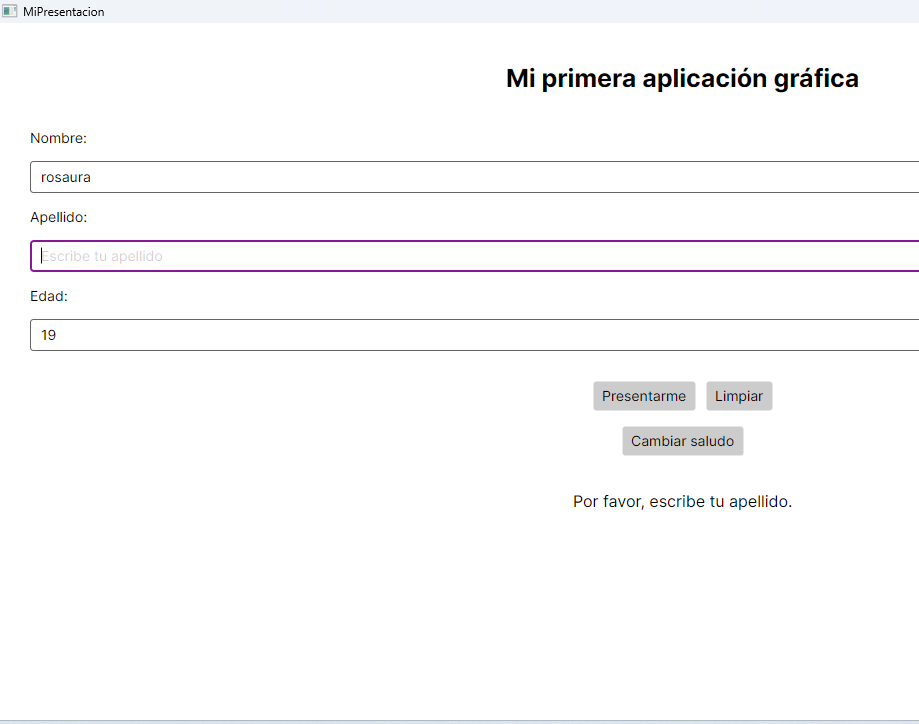 MiPresentacion
Mi primera aplicación gráfica
Nombre:
rosaura
Apellido:
Escribe tu apellido
Edad:
19
Presentarme Limpiar
Cambiar saludo
Por favor, escribe tu apellido.